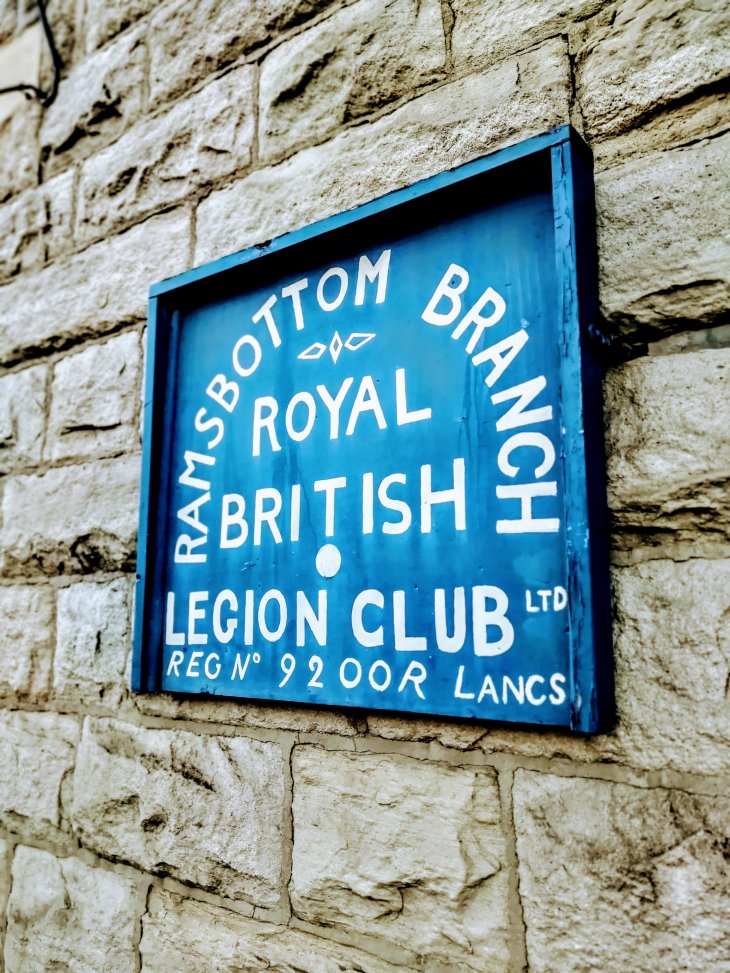 RAMSBOTTOM BRANCH
ROYAL
BRITISH
LEGION CLUB LTD
REG Nº 9200R LANCS